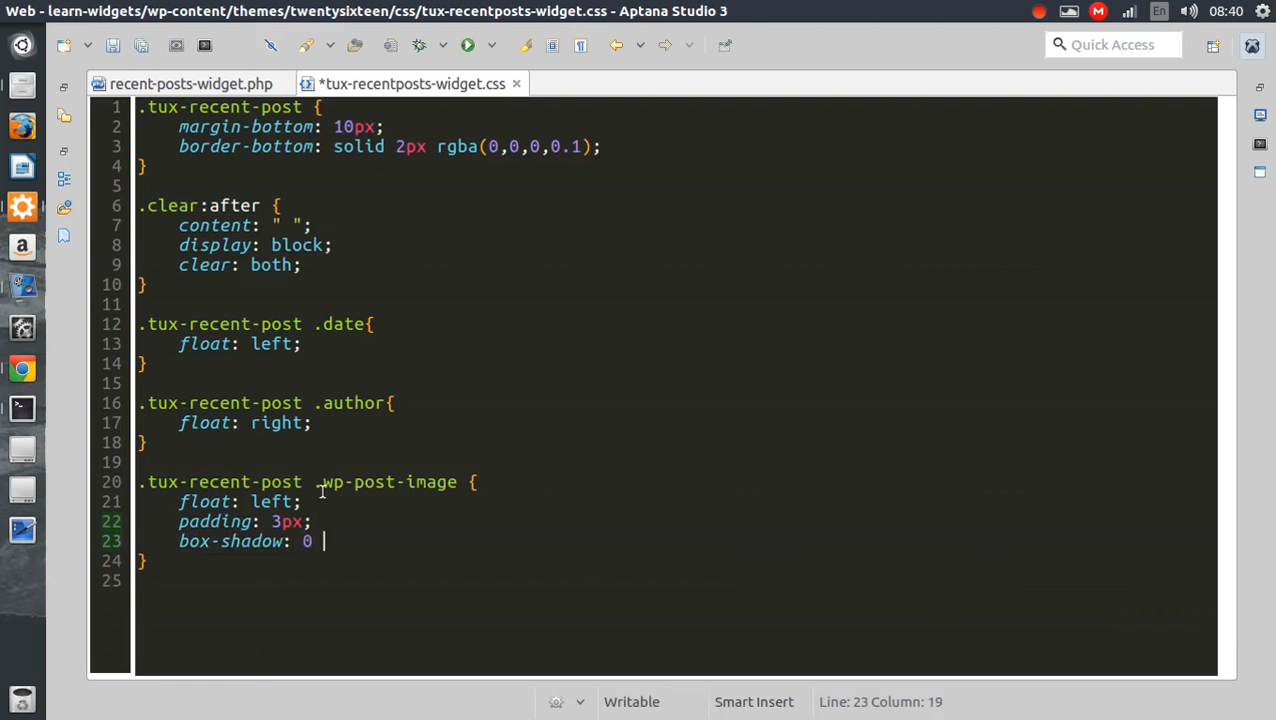 Web - learn-widgets/wp-content/themes/twentysixteen/css/tux-recentposts-widget.css - Aptana Studio 3
En
08:40
Quick Access
recent-posts-widget.php
*tux-recentposts-widget.css
1 .tux-recent-post {
2 margin-bottom: 10px;
3 border-bottom: solid 2px rgba(0,0,0,0.1);
4 }
5
6 .clear:after {
7 content: " ";
8 display: block;
9 clear: both;
10 }
11
12 .tux-recent-post .date{
13 float: left;
14 }
15
16 .tux-recent-post .author{
17 float: right;
18 }
19
20 .tux-recent-post .wp-post-image {
21 float: left;
22 padding: 3px;
23 box-shadow: 0
24 }
25
Writable
Smart Insert
Line: 23 Column: 19